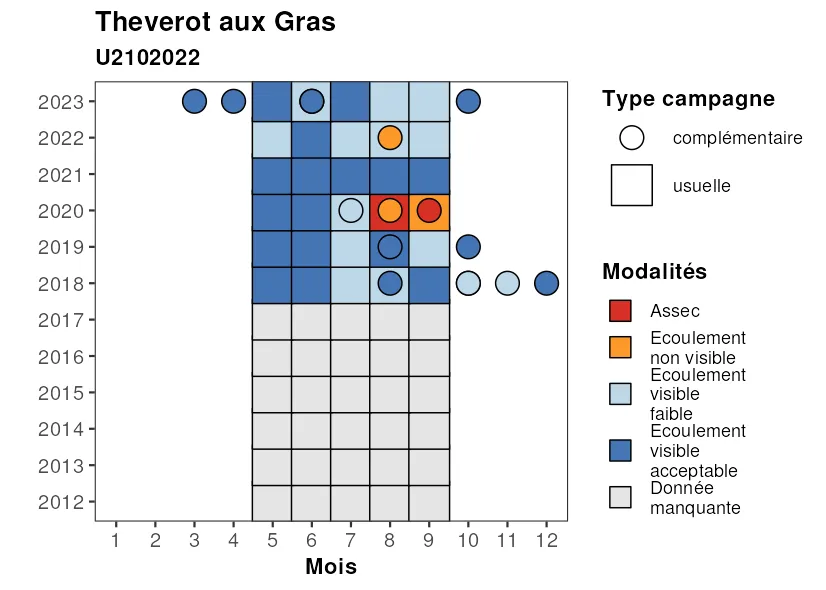 Theverot aux Gras
U2102022
2023
2022
2021
2020
2019
2018
2017
2016
2015
2014
2013
2012
1 2 3 4 5 6 7 8 9 10 11 12
Mois
Type campagne
complémentaire
usuelle
Modalités
Assec
Ecoulement
non visible
Ecoulement
visible
faible
Ecoulement
visible
acceptable
Donnée
manquante